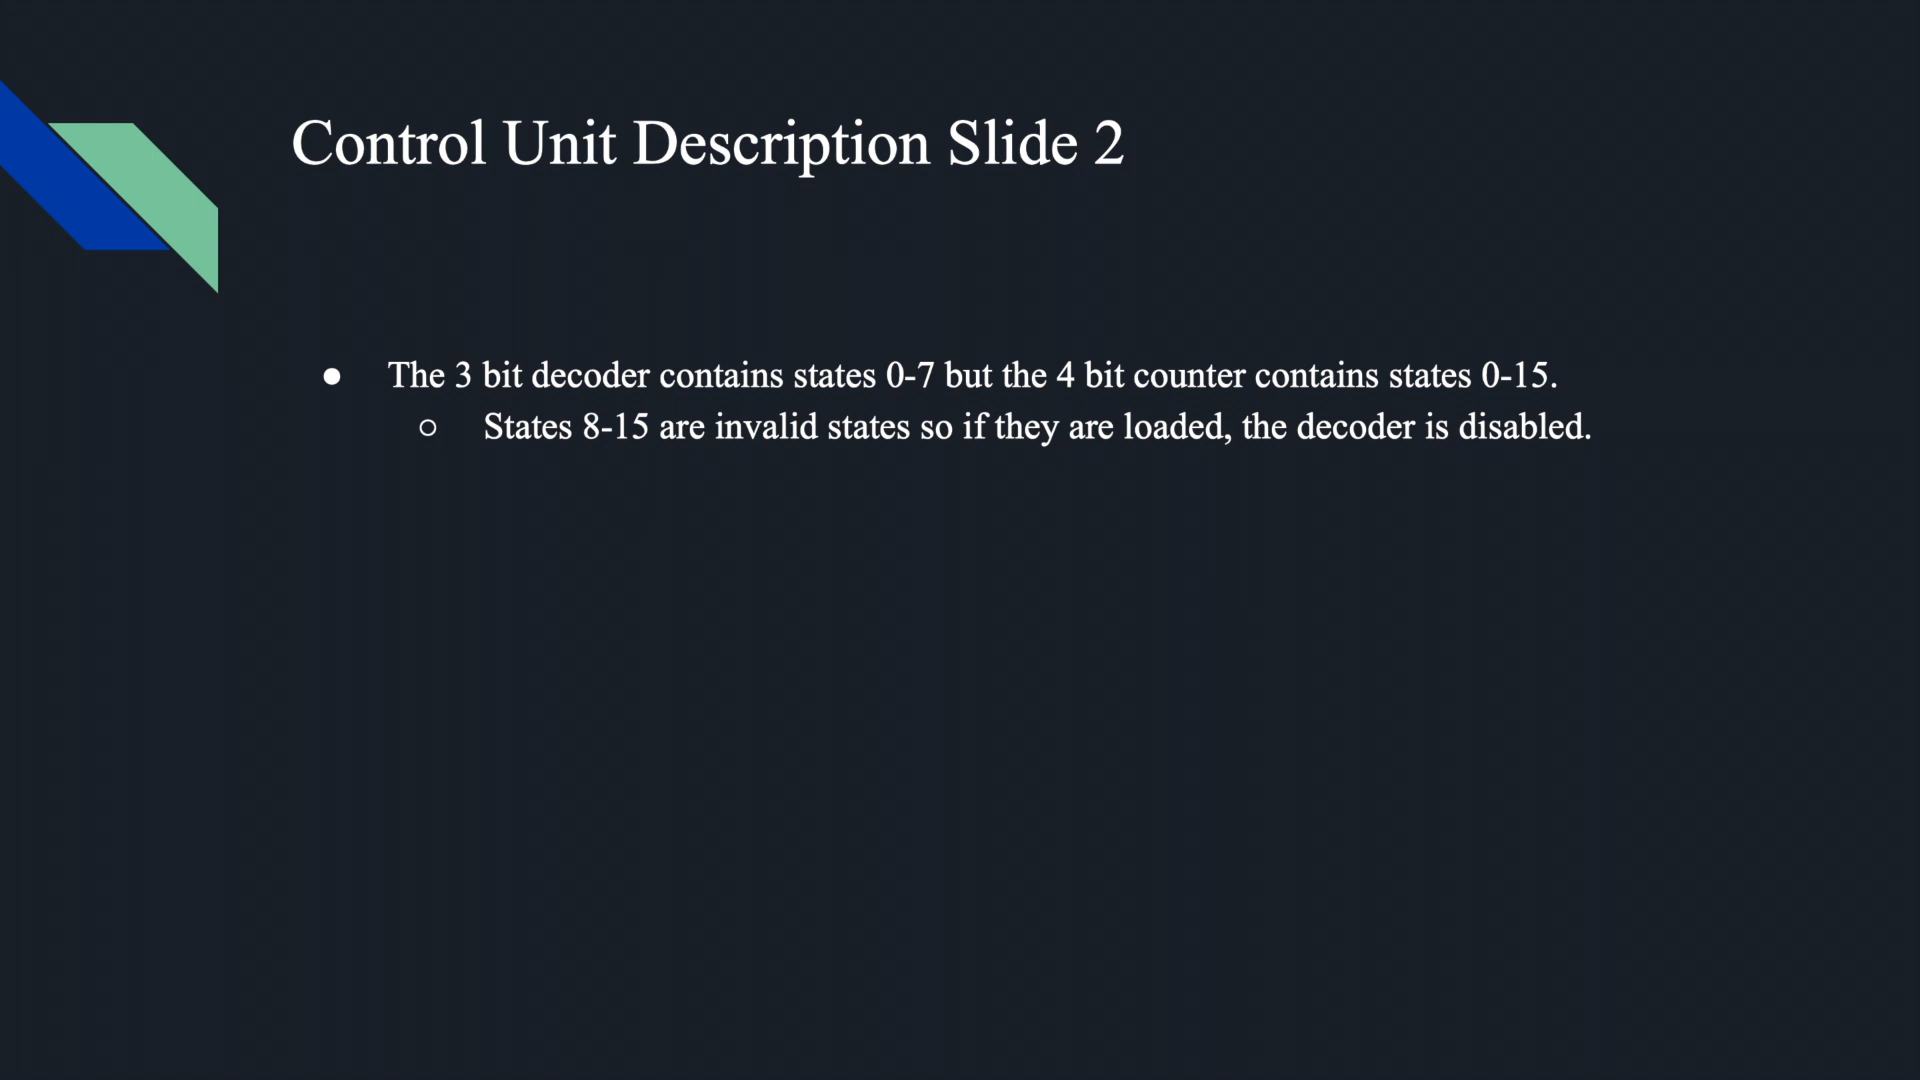 Control Unit Description Slide 2
● The 3 bit decoder contains states 0-7 but the 4 bit counter contains states 0-15.
○ States 8-15 are invalid states so if they are loaded, the decoder is disabled.